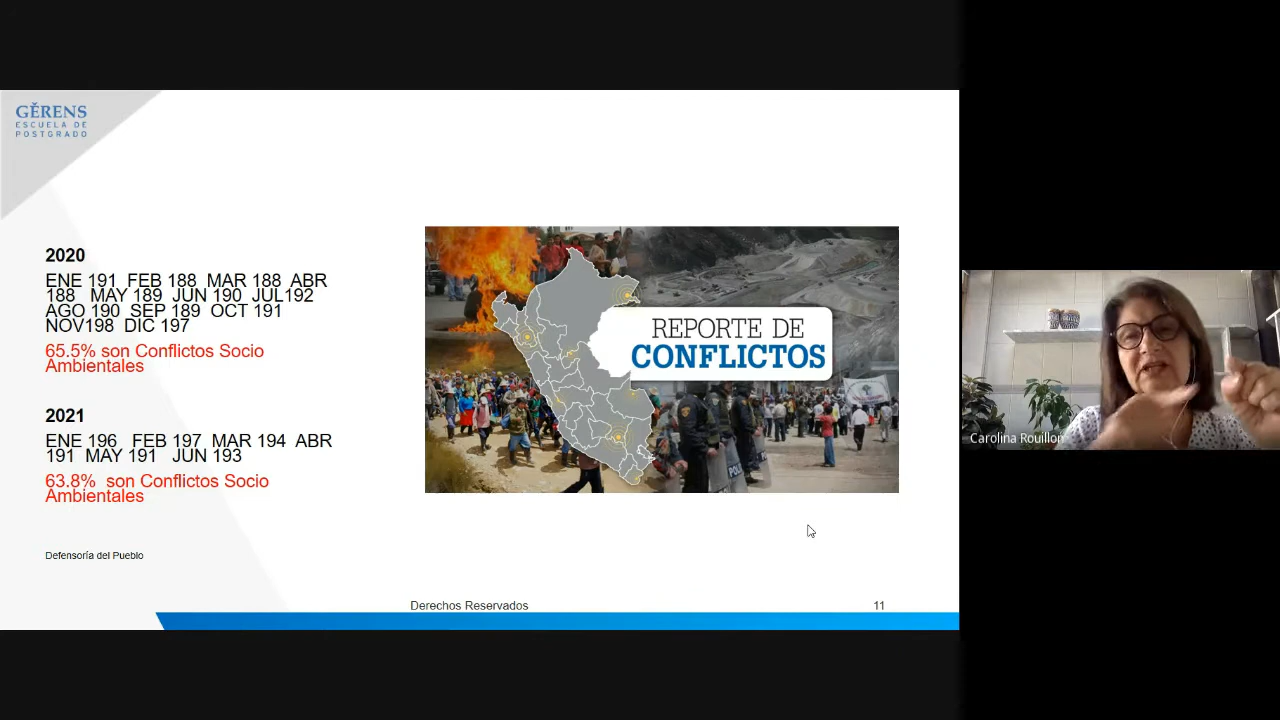 GĚRENS
ESCUELA DE
POSTGRADO
2020
ENE 191 FEB 188 MAR 188 ABR
188 MAY 189 JUN 190 JUL192
AGO 190 SEP 189 OCT 191
NOV198 DIC 197
65.5% son Conflictos Socio
Ambientales
2021
ENE 196 FEB 197 MAR 194 ABR
191 MAY 191 JUN 193
63.8% son Conflictos Socio
Ambientales
Defensoría del Pueblo
REPORTE DE
CONFLICTOS
Derechos Reservados
11
Carolina Rouillon